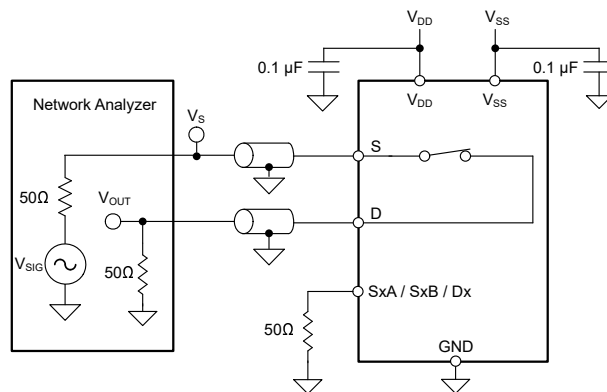 V_DD
V_SS
0.1 µF
0.1 µF
Network Analyzer
V_DD
V_SS
V_S
S
50Ω
V_OUT
D
V_SIG
50Ω
SxA / SxB / Dx
50Ω
GND